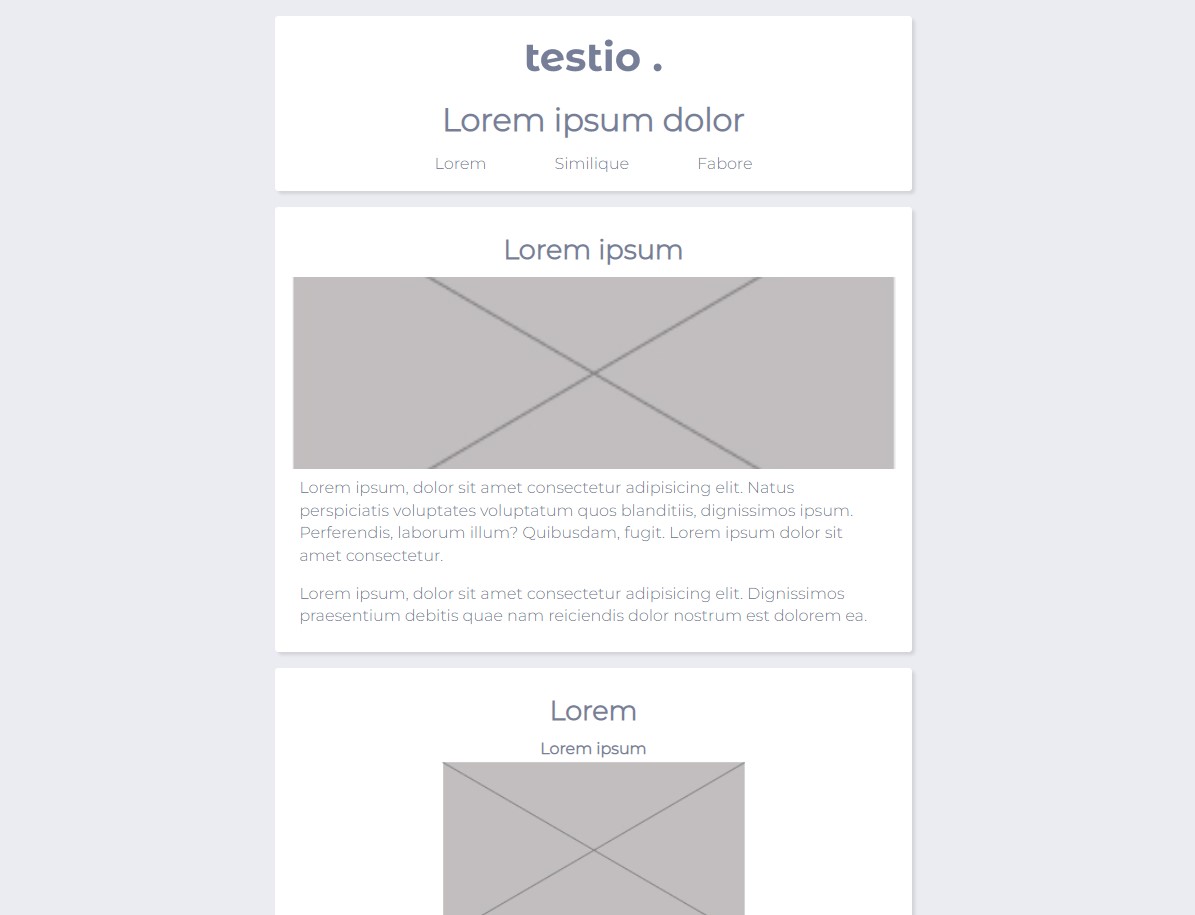 testio .
Lorem ipsum dolor
Lorem Similique Fabore
Lorem ipsum
Lorem ipsum, dolor sit amet consectetur adipisicing elit. Natus
perspiciatis voluptates voluptatum quos blanditiis, dignissimos ipsum.
Perferendis, laborum illum? Quibusdam, fugit. Lorem ipsum dolor sit
amet consectetur.
Lorem ipsum, dolor sit amet consectetur adipisicing elit. Dignissimos
praesentium debitis quae nam reiciendis dolor nostrum est dolorem ea.
Lorem
Lorem ipsum